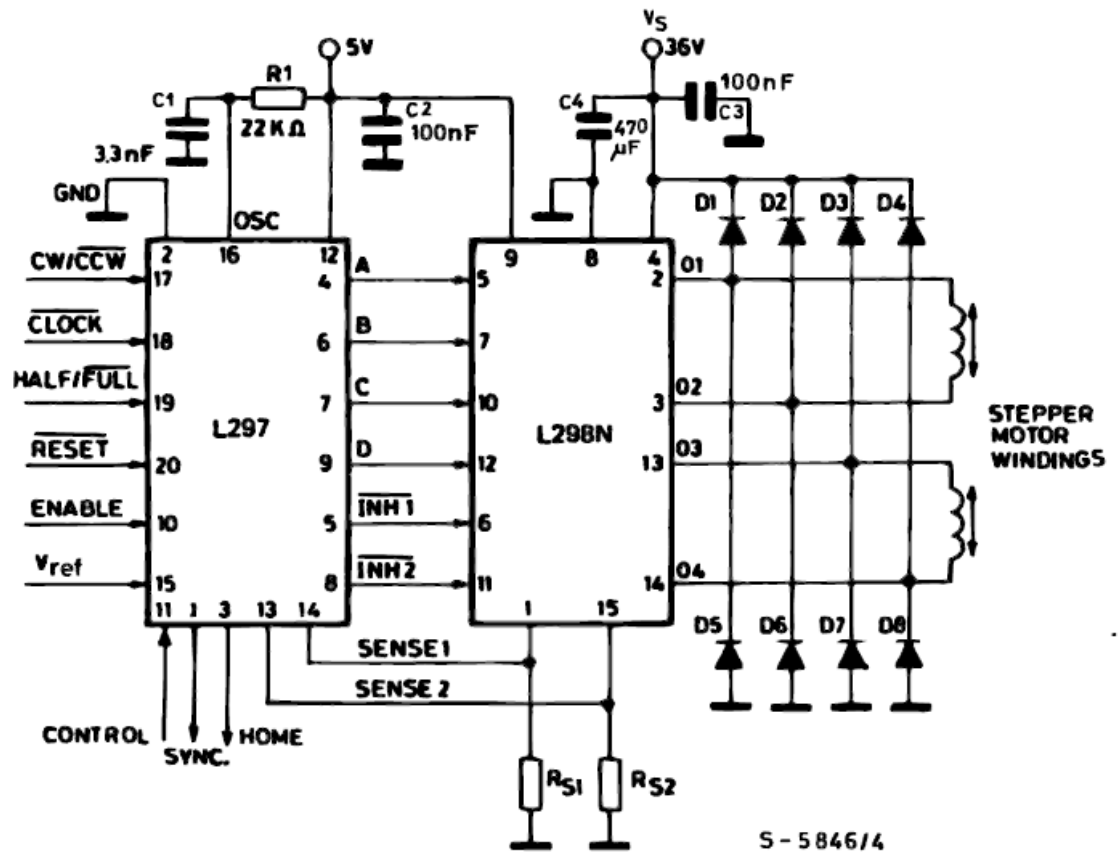 VS
5V
36V
R1
C1
22KΩ
3.3nF
C2
100nF
C4
470
μF
100nF
C3
GND
OSC
D1
D2
D3
D4
2
16
12
9
8
4
CW/CCW
17
4
A
5
2
O1
CLOCK
18
6
B
7
HALF/FULL
19
7
C
10
3
O2
L297
L298N
STEPPER
MOTOR
WINDINGS
RESET
20
9
D
12
13
O3
ENABLE
10
5
INH1
6
Vref
15
8
INH2
11
14
O4
11
1
3
13
14
1
15
D5
D6
D7
D8
SENSE1
SENSE 2
CONTROL
SYNC.
HOME
RS1
RS2
S-5846/4